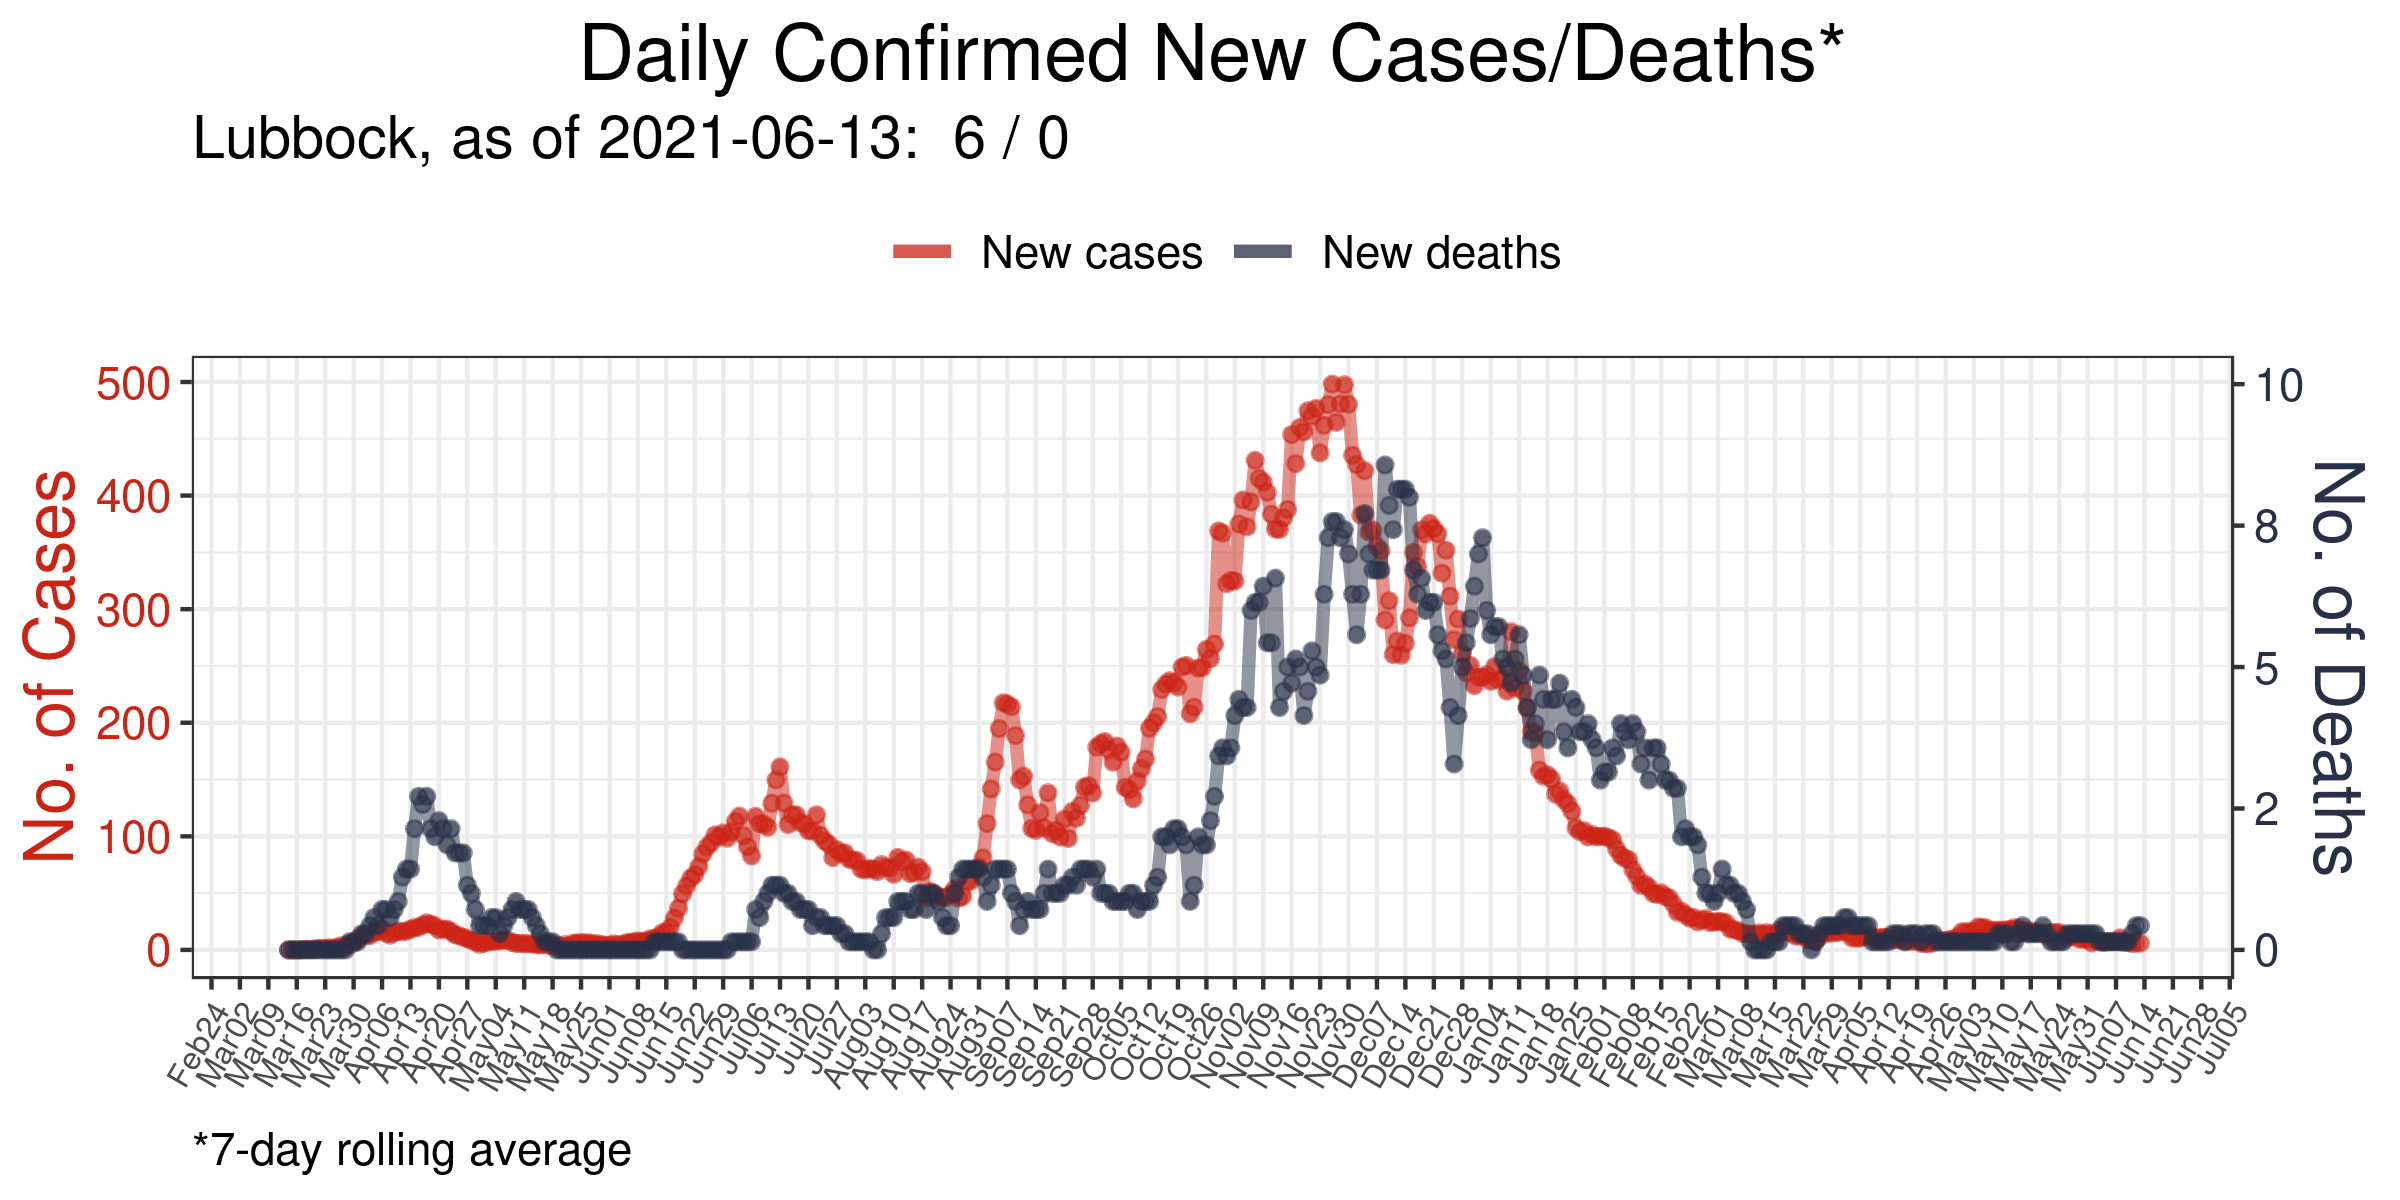 Daily Confirmed New Cases/Deaths*
Lubbock, as of 2021-06-13:  6 / 0
New cases New deaths
No. of Cases
500
400
300
200
100
0
10
8
5
2
0
No. of Deaths
Feb24 Mar02 Mar09 Mar16 Mar23 Mar30 Apr06 Apr13 Apr20 Apr27 May04 May11 May18 May25 Jun01 Jun08 Jun15 Jun22 Jun29 Jul06 Jul13 Jul20 Jul27 Aug03 Aug10 Aug17 Aug24 Aug31 Sep07 Sep14 Sep21 Sep28 Oct05 Oct12 Oct19 Oct26 Nov02 Nov09 Nov16 Nov23 Nov30 Dec07 Dec14 Dec21 Dec28 Jan04 Jan11 Jan18 Jan25 Feb01 Feb08 Feb15 Feb22 Mar01 Mar08 Mar15 Mar22 Mar29 Apr05 Apr12 Apr19 Apr26 May03 May10 May17 May24 May31 Jun07 Jun14 Jun21 Jun28 Jul05
*7-day rolling average